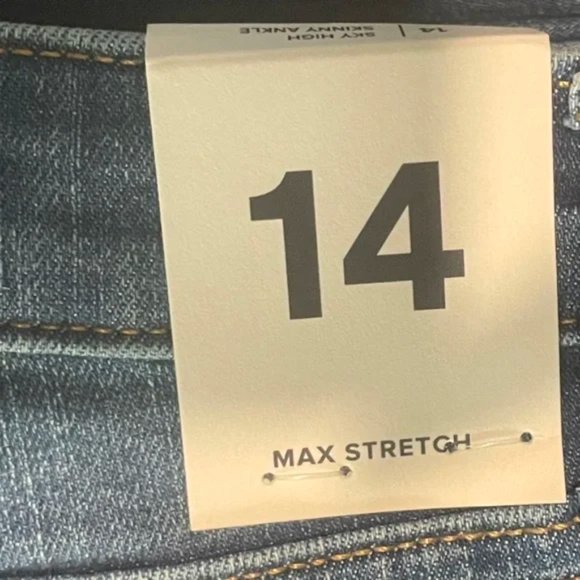 SKY HIGH
SKINNY ANKLE
14
14
MAX STRETCH